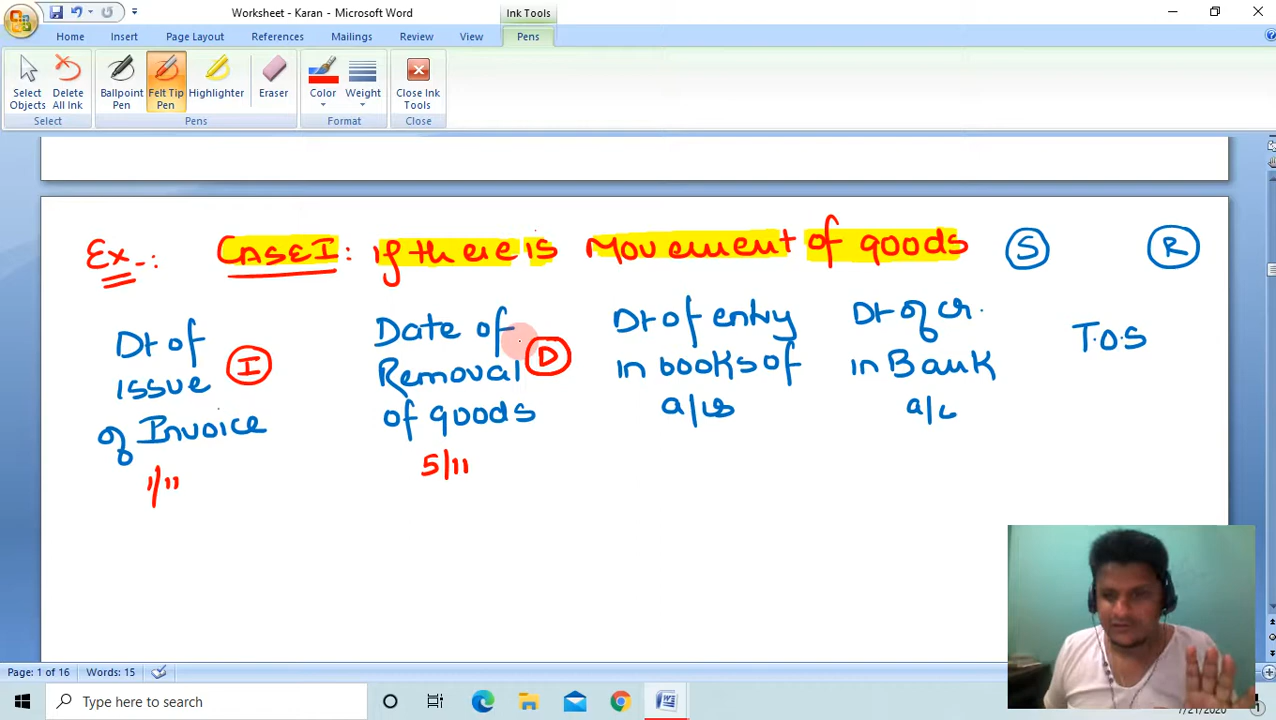 Worksheet - Karan - Microsoft Word
Ink Tools
Home Insert Page Layout References Mailings Review View Pens
Select Objects
Delete All Ink
Ballpoint Pen
Felt Tip Pen
Highlighter
Eraser
Color
Weight
Close Ink Tools
Select Pens Format Close
Ex-: CASE I: if there is Movement of goods S R
Dt of issue of Invoice I
1/11
Date of Removal of goods D
5/11
Dt of entry in books of a/cs
Dt of cr. in Bank a/c
T.O.S
Page: 1 of 16 Words: 15
Type here to search
7/21/2020